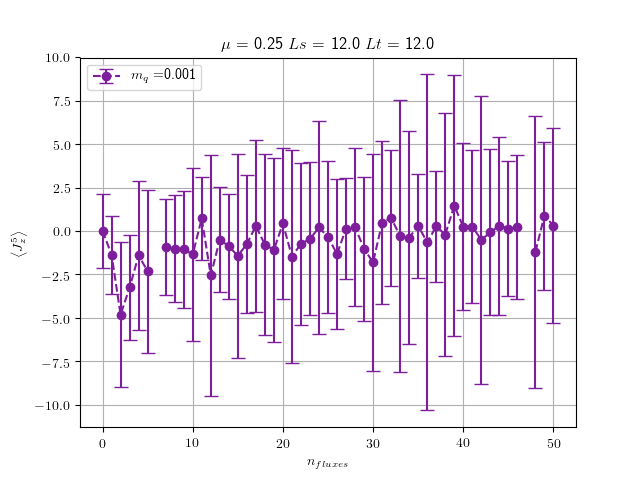 μ = 0.25 Ls = 12.0 Lt = 12.0
m_q =0.001
10.0
7.5
5.0
2.5
0.0
−2.5
−5.0
−7.5
−10.0
⟨J_z^5⟩
0 10 20 30 40 50
n_fluxes